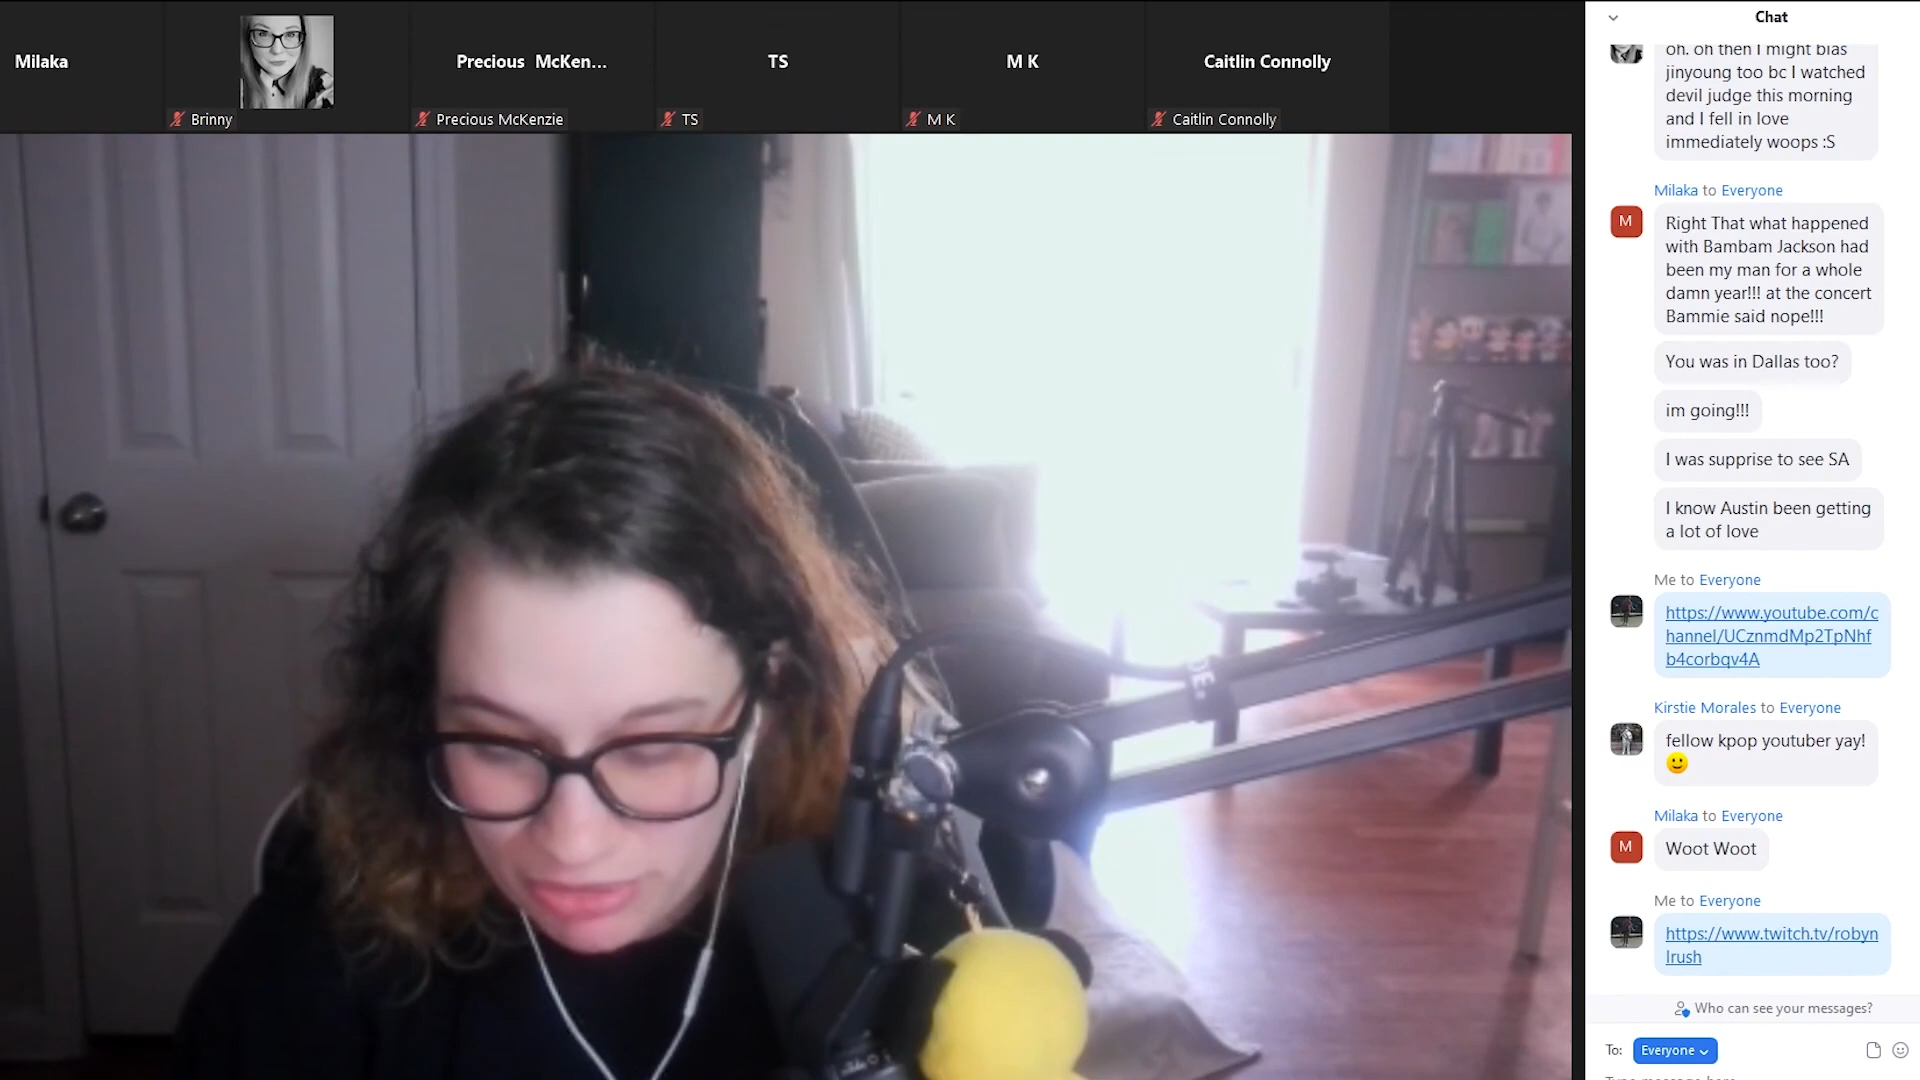 Milaka
Brinny
Precious McKen...
Precious McKenzie
TS
TS
M K
M K
Caitlin Connolly
Caitlin Connolly
Chat
oh. oh then I might bias
jinyoung too bc I watched
devil judge this morning
and I fell in love
immediately woops :S
Milaka to Everyone
M
Right That what happened
with Bambam Jackson had
been my man for a whole
damn year!!! at the concert
Bammie said nope!!!
You was in Dallas too?
im going!!!
I was supprise to see SA
I know Austin been getting
a lot of love
Me to Everyone
https://www.youtube.com/c
hannel/UCznmdMp2TpNhf
b4corbqv4A
Kirstie Morales to Everyone
fellow kpop youtuber yay!
🙂
Milaka to Everyone
M
Woot Woot
Me to Everyone
https://www.twitch.tv/robyn
lrush
Who can see your messages?
To: Everyone